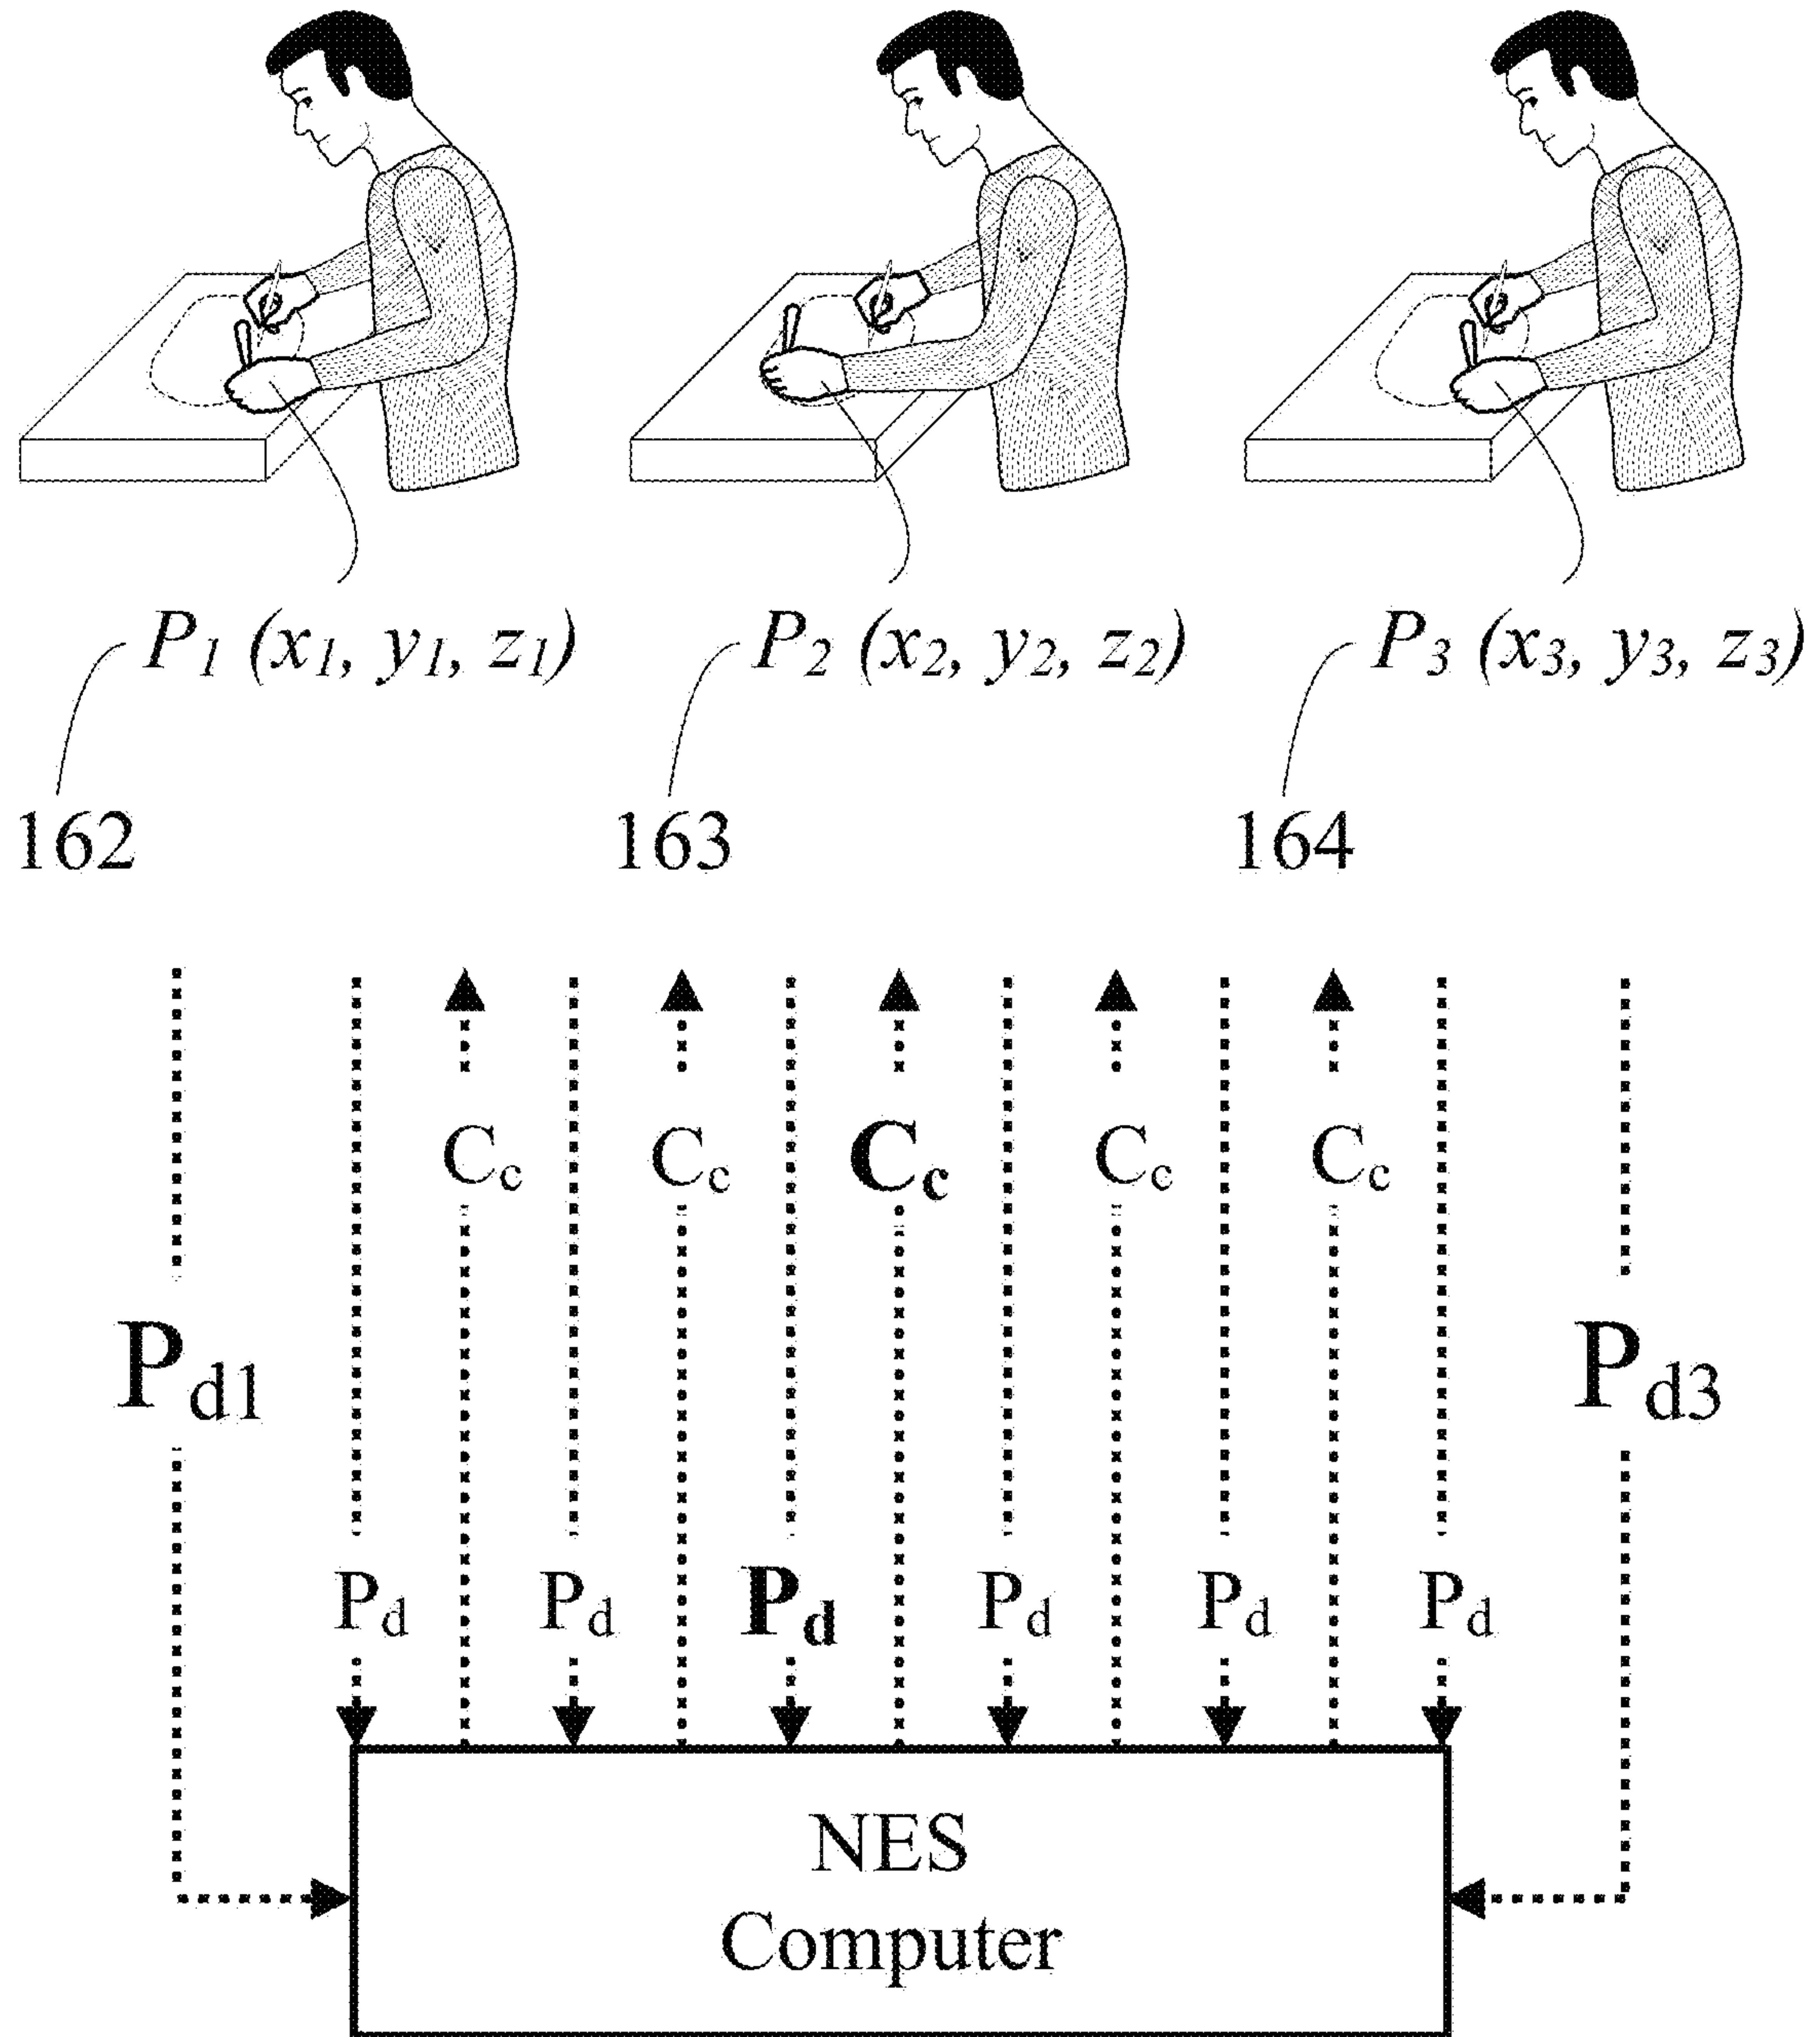 P1 (x1, y1, z1) P2 (x2, y2, z2) P3 (x3, y3, z3)
162 163 164
Cc Cc Cc Cc Cc
Pd1 Pd3
Pd Pd Pd Pd Pd Pd
NES
Computer